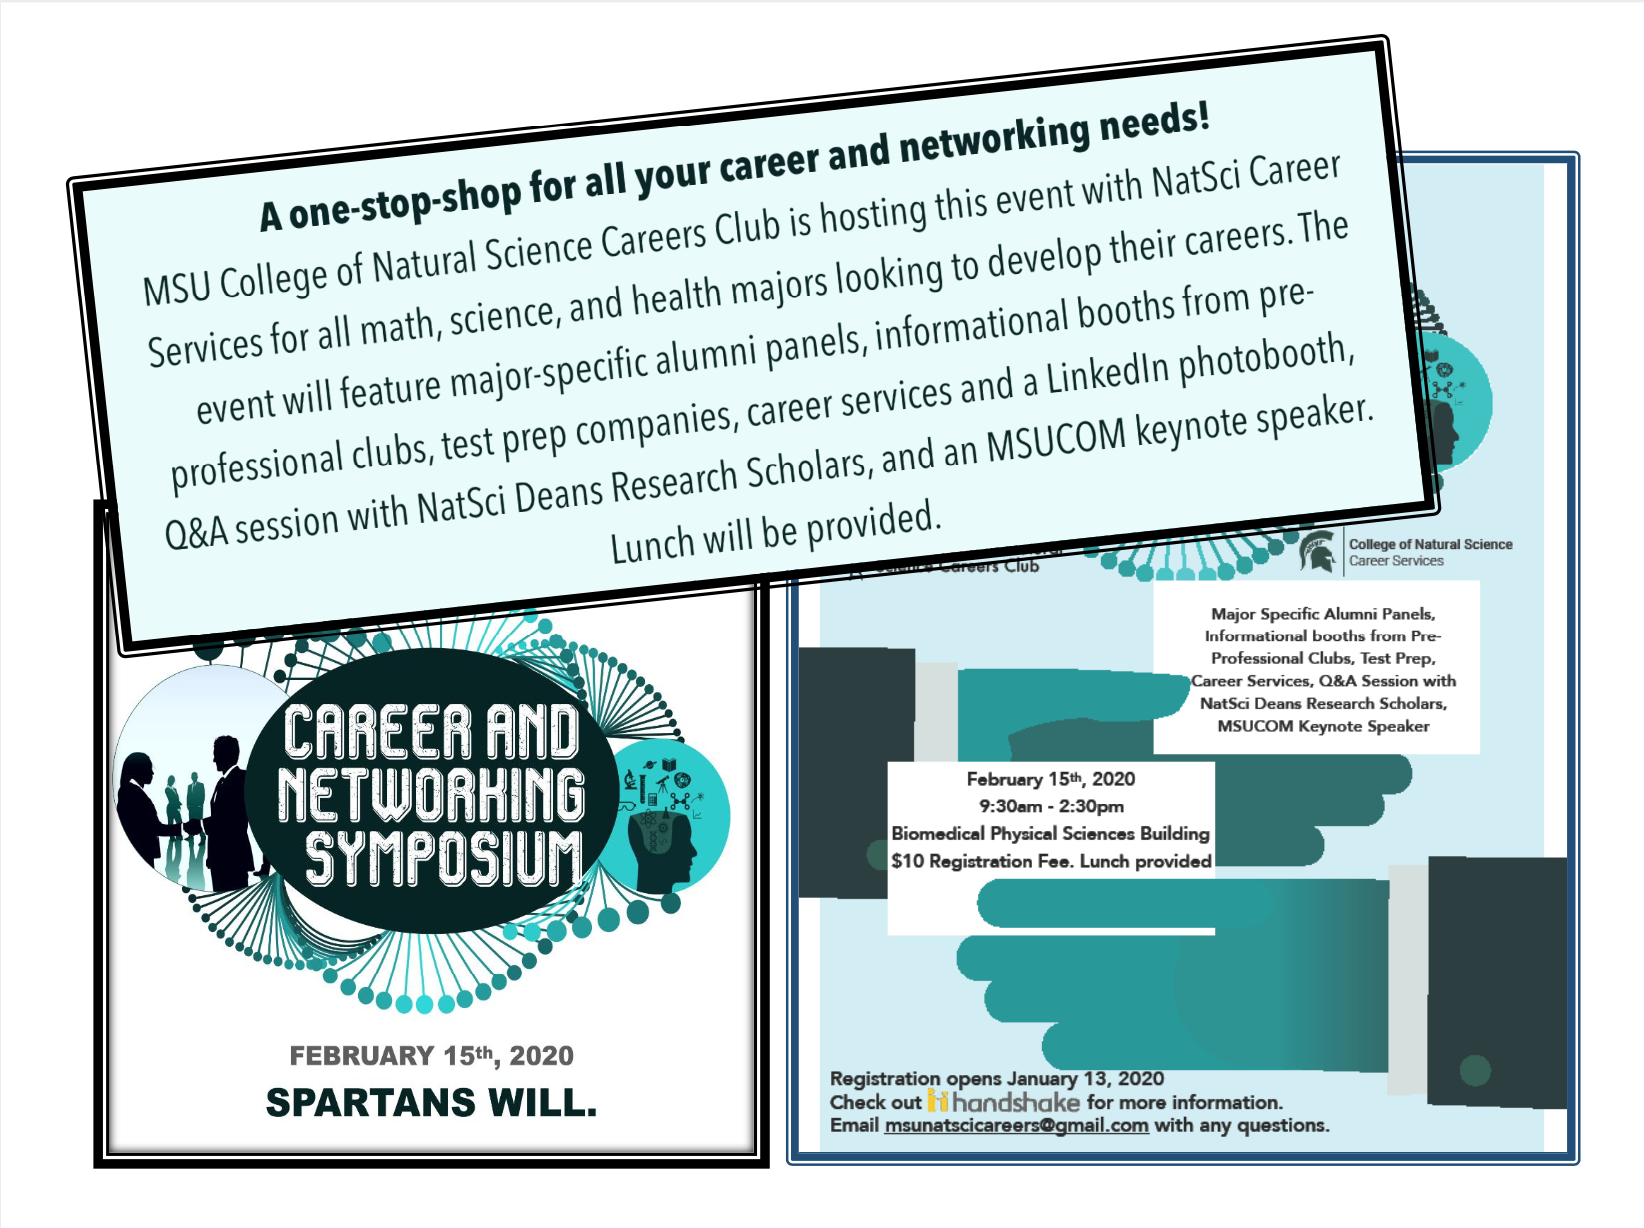 A one-stop-shop for all your career and networking needs!
MSU College of Natural Science Careers Club is hosting this event with NatSci Career
Services for all math, science, and health majors looking to develop their careers. The
event will feature major-specific alumni panels, informational booths from pre-
professional clubs, test prep companies, career services and a LinkedIn photobooth,
Q&A session with NatSci Deans Research Scholars, and an MSUCOM keynote speaker.
Lunch will be provided.
CAREER AND
NETWORKING
SYMPOSIUM
FEBRUARY 15th, 2020
SPARTANS WILL.
Science Careers Club
College of Natural Science
Career Services
Major Specific Alumni Panels,
Informational booths from Pre-
Professional Clubs, Test Prep,
Career Services, Q&A Session with
NatSci Deans Research Scholars,
MSUCOM Keynote Speaker
February 15th, 2020
9:30am - 2:30pm
Biomedical Physical Sciences Building
$10 Registration Fee. Lunch provided
Registration opens January 13, 2020
Check out handshake for more information.
Email msunatscicareers@gmail.com with any questions.